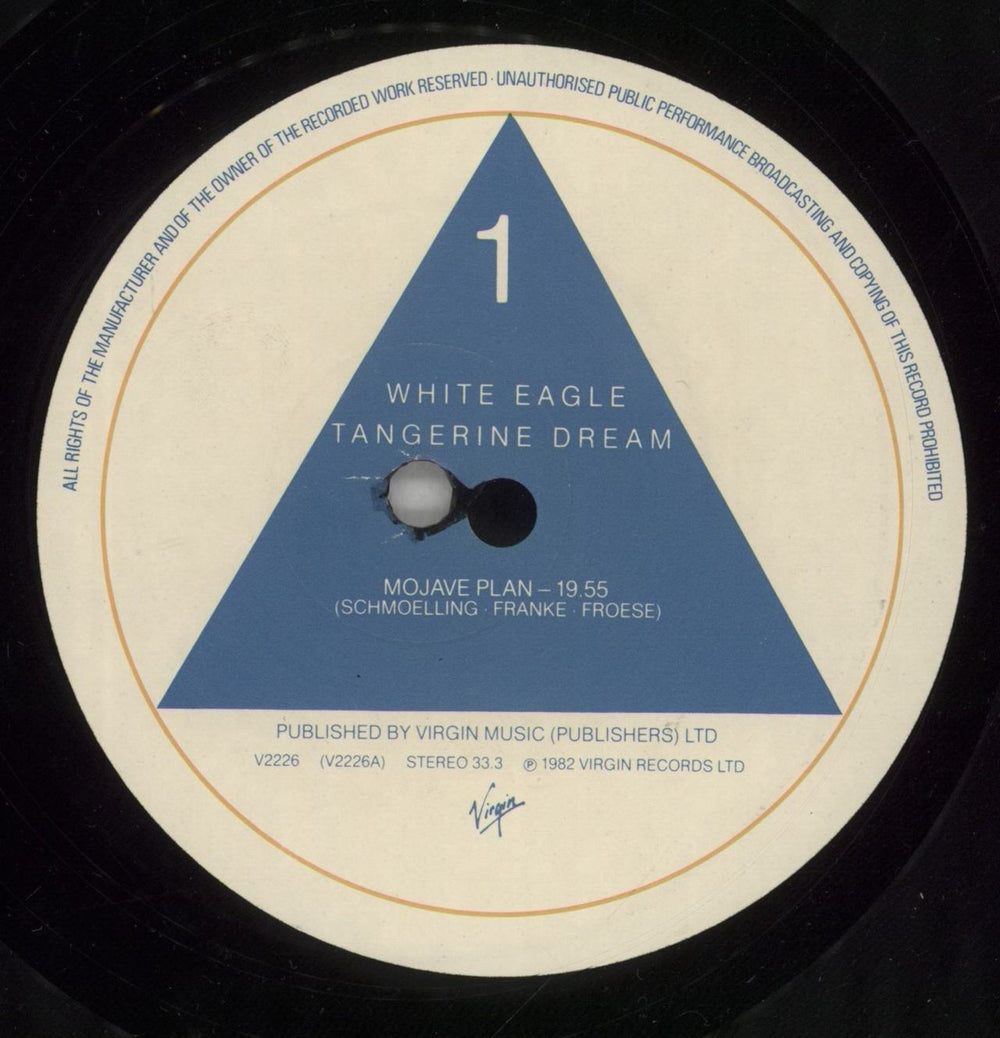 ALL RIGHTS OF THE MANUFACTURER AND OF THE OWNER OF THE RECORDED WORK RESERVED · UNAUTHORISED PUBLIC PERFORMANCE BROADCASTING AND COPYING OF THIS RECORD PROHIBITED
1
WHITE EAGLE
TANGERINE DREAM
MOJAVE PLAN – 19.55
(SCHMOELLING · FRANKE · FROESE)
PUBLISHED BY VIRGIN MUSIC (PUBLISHERS) LTD
V2226 (V2226A) STEREO 33.3 ℗ 1982 VIRGIN RECORDS LTD
Virgin